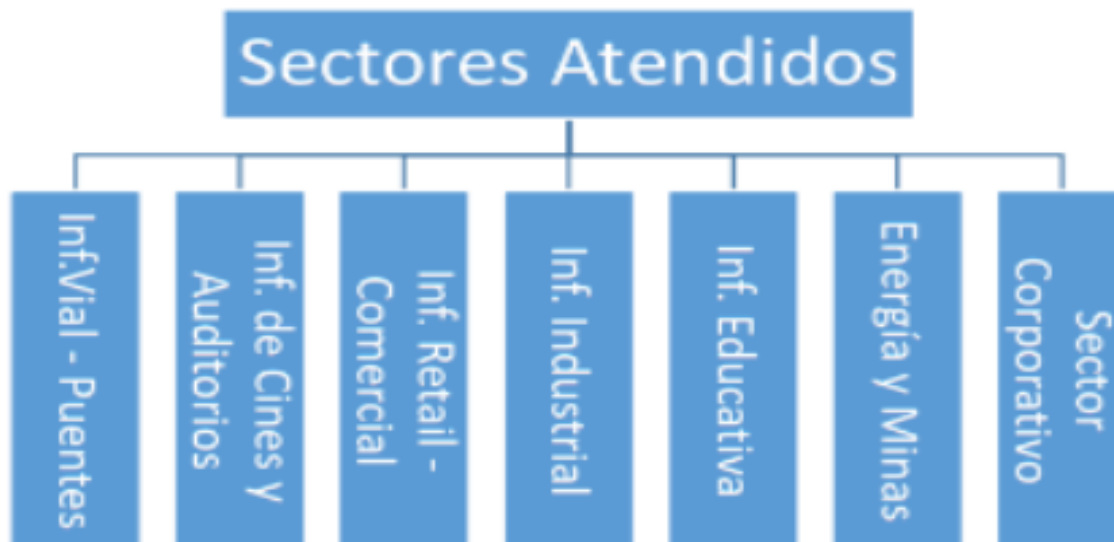 Sectores Atendidos
Inf.Vial - Puentes
Inf. de Cines y
Auditorios
Inf. Retail -
Comercial
Inf. Industrial
Inf. Educativa
Energía y Minas
Sector
Corporativo